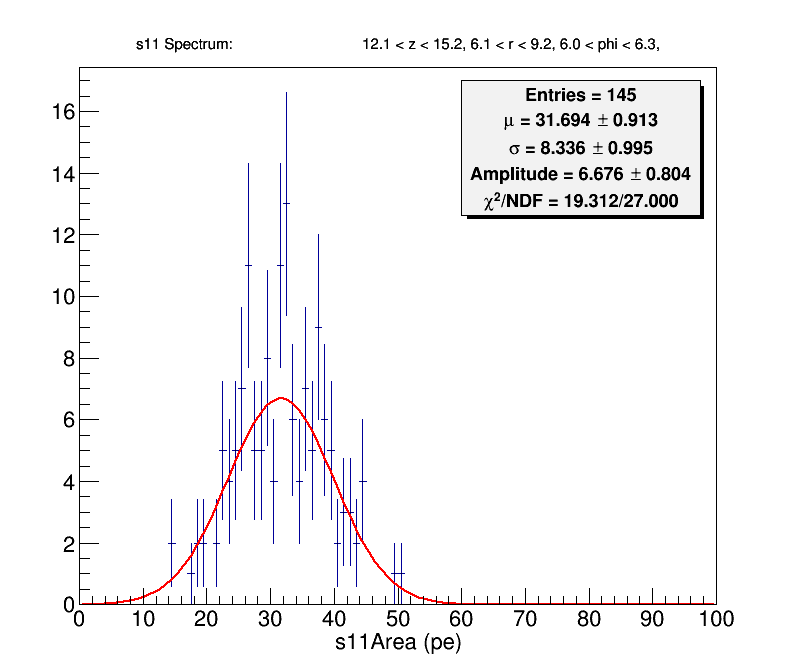 s11 Spectrum: 12.1 < z < 15.2, 6.1 < r < 9.2, 6.0 < phi < 6.3,
Entries = 145
μ = 31.694 ± 0.913
σ = 8.336 ± 0.995
Amplitude = 6.676 ± 0.804
χ²/NDF = 19.312/27.000
16
14
12
10
8
6
4
2
0
0 10 20 30 40 50 60 70 80 90 100
s11Area (pe)